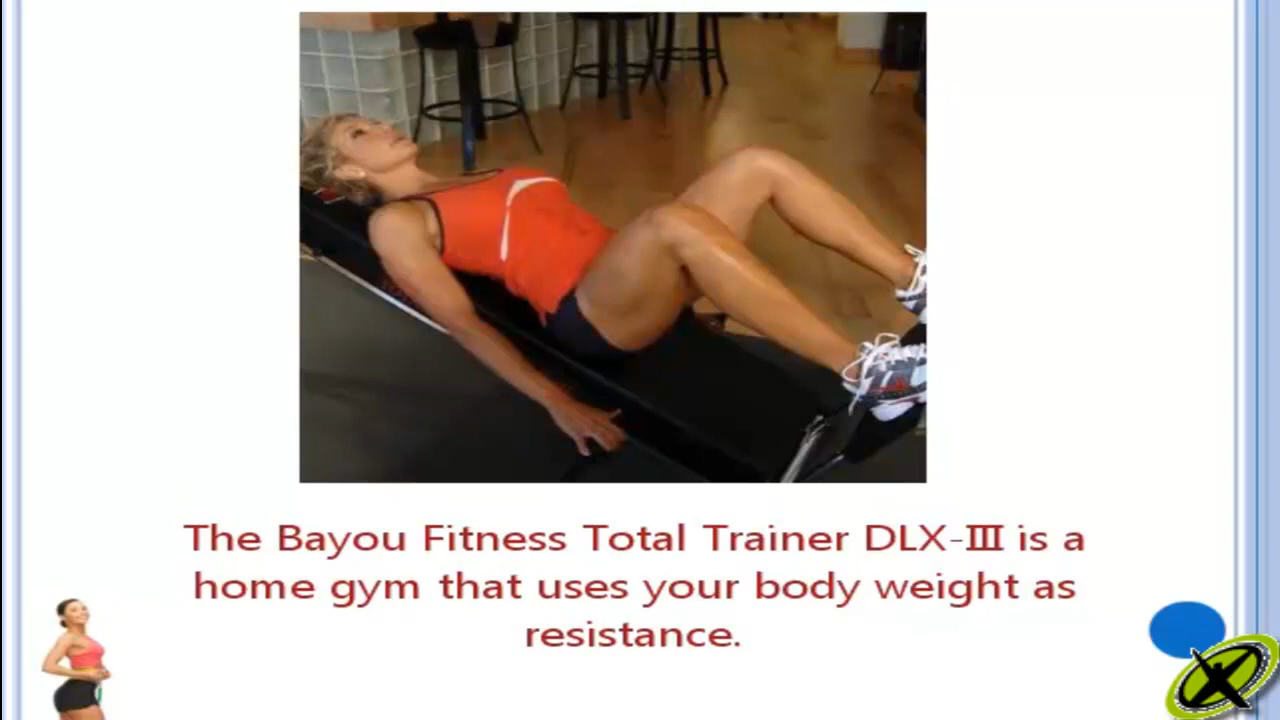 The Bayou Fitness Total Trainer DLX-III is a
home gym that uses your body weight as
resistance.